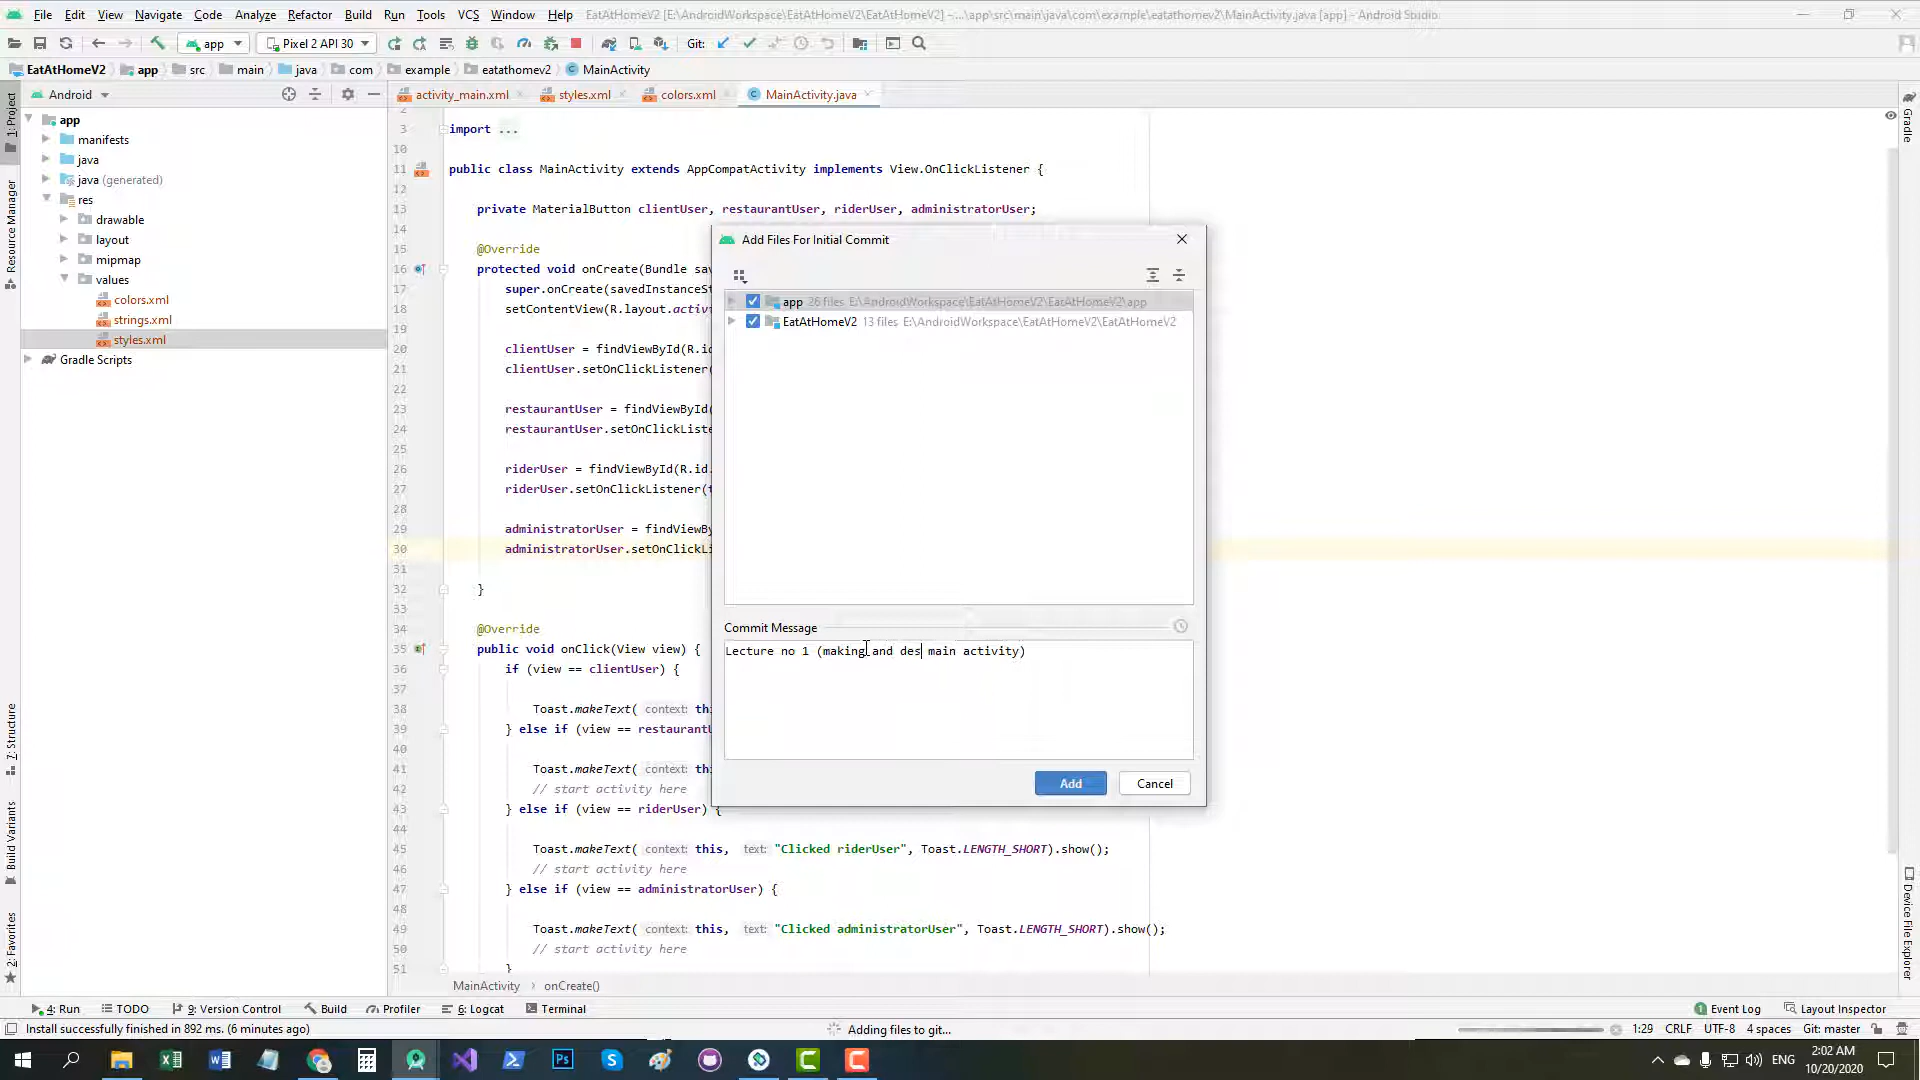 File Edit View Navigate Code Analyze Refactor Build Run Tools VCS Window Help EatAtHomeV2 [E:\AndroidWorkspace\EatAtHomeV2\EatAtHomeV2] - ...\app\src\main\java\com\example\eatathomev2\MainActivity.java [app] - Android Studio
app Pixel 2 API 30 Git:
EatAtHomeV2 app src main java com example eatathomev2 MainActivity
Android activity_main.xml styles.xml colors.xml MainActivity.java
1: Project
Resource Manager
7: Structure
Build Variants
2: Favorites
app
manifests
java
java (generated)
res
drawable
layout
mipmap
values
colors.xml
strings.xml
styles.xml
Gradle Scripts
2
3 import ...
10
11 public class MainActivity extends AppCompatActivity implements View.OnClickListener {
12
13 private MaterialButton clientUser, restaurantUser, riderUser, administratorUser;
14
15 @Override
16 protected void onCreate(Bundle sav
17 super.onCreate(savedInstanceSt
18 setContentView(R.layout.activ
19
20 clientUser = findViewById(R.id
21 clientUser.setOnClickListener(
22
23 restaurantUser = findViewById(
24 restaurantUser.setOnClickListe
25
26 riderUser = findViewById(R.id.
27 riderUser.setOnClickListener(t
28
29 administratorUser = findViewBy
30 administratorUser.setOnClickLi
31
32 }
33
34 @Override
35 public void onClick(View view) {
36 if (view == clientUser) {
37
38 Toast.makeText( context: thi
39 } else if (view == restaurantU
40
41 Toast.makeText( context: thi
42 // start activity here
43 } else if (view == riderUser) {
44
45 Toast.makeText( context: this, text: "Clicked riderUser", Toast.LENGTH_SHORT).show();
46 // start activity here
47 } else if (view == administratorUser) {
48
49 Toast.makeText( context: this, text: "Clicked administratorUser", Toast.LENGTH_SHORT).show();
50 // start activity here
51 }
Add Files For Initial Commit
app 26 files E:\AndroidWorkspace\EatAtHomeV2\EatAtHomeV2\app
EatAtHomeV2 13 files E:\AndroidWorkspace\EatAtHomeV2\EatAtHomeV2
Commit Message
Lecture no 1 (making and des main activity)
Add Cancel
Gradle
Device File Explorer
MainActivity onCreate()
4: Run TODO 9: Version Control Build Profiler 6: Logcat Terminal Event Log Layout Inspector
Install successfully finished in 892 ms. (6 minutes ago) Adding files to git... 1:29 CRLF UTF-8 4 spaces Git: master
ENG 2:02 AM
10/20/2020